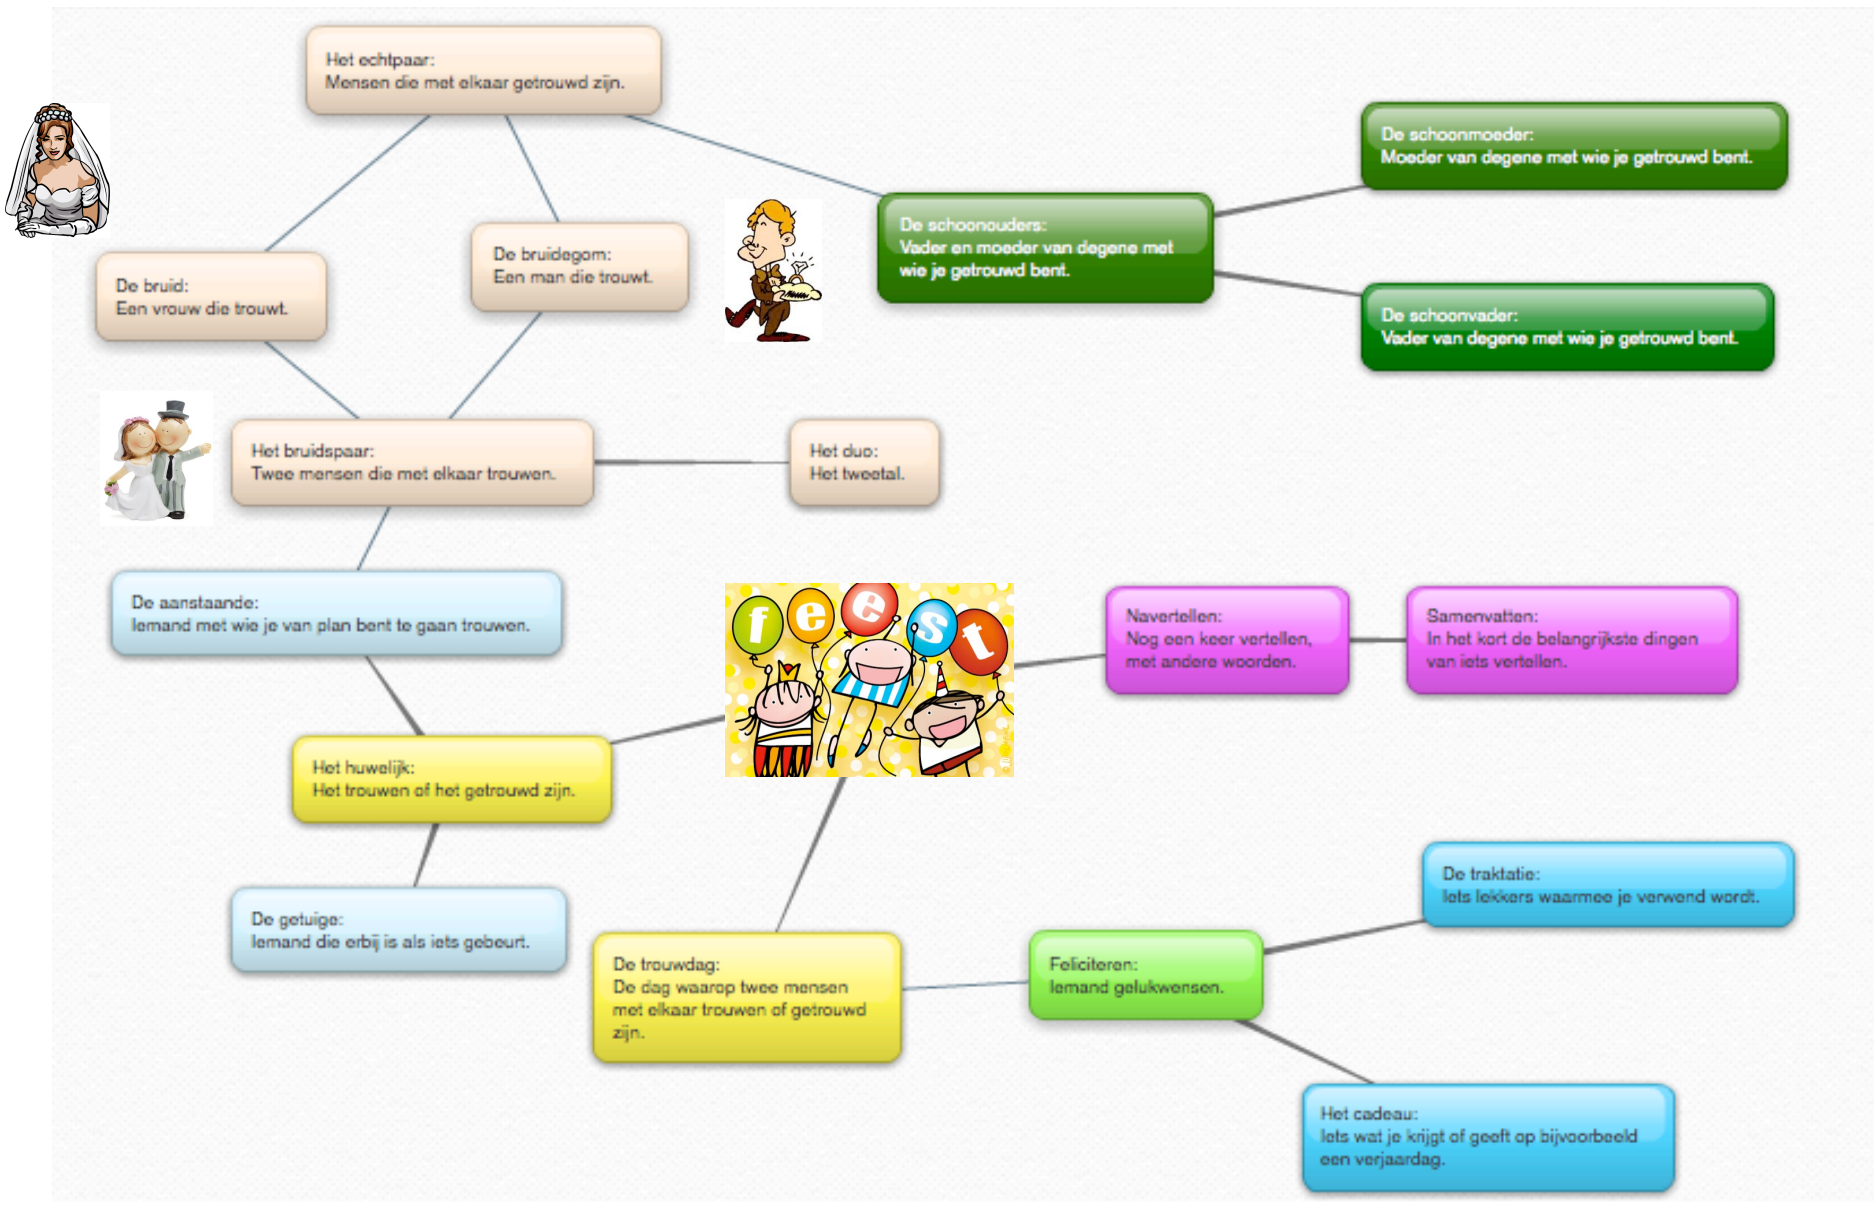 Het echtpaar:
Mensen die met elkaar getrouwd zijn.
De schoonmoeder:
Moeder van degene met wie je getrouwd bent.
De schoonouders:
Vader en moeder van degene met
wie je getrouwd bent.
De bruidegom:
Een man die trouwt.
De bruid:
Een vrouw die trouwt.
De schoonvader:
Vader van degene met wie je getrouwd bent.
Het bruidspaar:
Twee mensen die met elkaar trouwen.
Het duo:
Het tweetal.
De aanstaande:
Iemand met wie je van plan bent te gaan trouwen.
feest
Navertellen:
Nog een keer vertellen,
met andere woorden.
Samenvatten:
In het kort de belangrijkste dingen
van iets vertellen.
Het huwelijk:
Het trouwen of het getrouwd zijn.
De traktatie:
Iets lekkers waarmee je verwend wordt.
De getuige:
Iemand die erbij is als iets gebeurt.
De trouwdag:
De dag waarop twee mensen
met elkaar trouwen of getrouwd
zijn.
Feliciteren:
Iemand gelukwensen.
Het cadeau:
Iets wat je krijgt of geeft op bijvoorbeeld
een verjaardag.